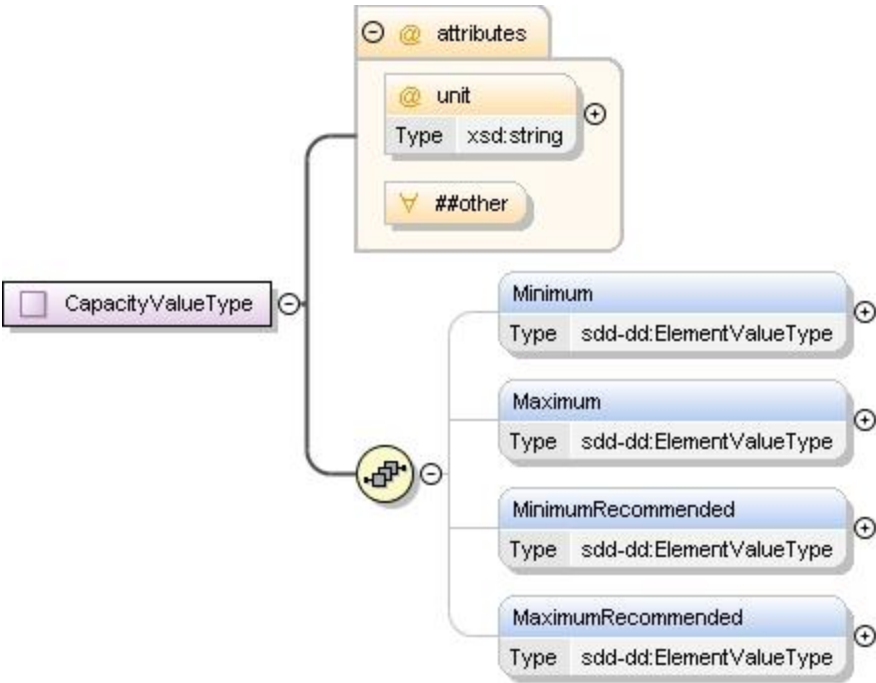 @ attributes
@ unit
Type xsd:string
∀ ##other
CapacityValueType
Minimum
Type sdd-dd:ElementValueType
Maximum
Type sdd-dd:ElementValueType
MinimumRecommended
Type sdd-dd:ElementValueType
MaximumRecommended
Type sdd-dd:ElementValueType